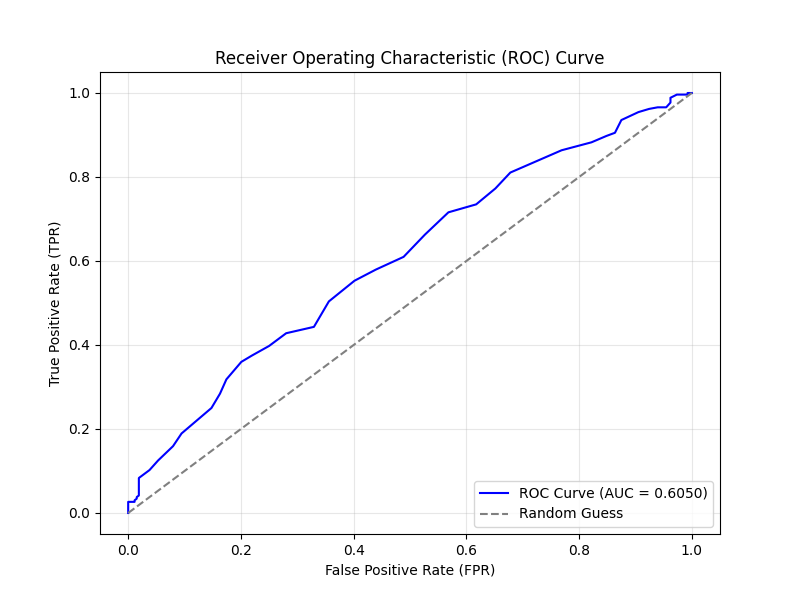 Receiver Operating Characteristic (ROC) Curve
True Positive Rate (TPR)
1.0
0.8
0.6
0.4
0.2
0.0
0.0 0.2 0.4 0.6 0.8 1.0
False Positive Rate (FPR)
ROC Curve (AUC = 0.6050)
Random Guess